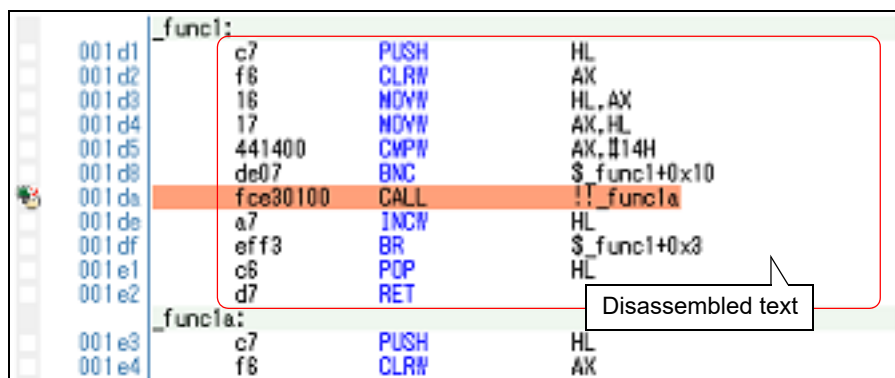 _func1:
001d1 c7 PUSH HL
001d2 f6 CLRW AX
001d3 16 MOVW HL,AX
001d4 17 MOVW AX,HL
001d5 441400 CMPW AX,#14H
001d8 de07 BNC $_func1+0x10
001da fce30100 CALL !!_func1a
001de a7 INCW HL
001df eff3 BR $_func1+0x3
001e1 c6 POP HL
001e2 d7 RET
Disassembled text
_func1a:
001e3 c7 PUSH HL
001e4 f6 CLRW AX